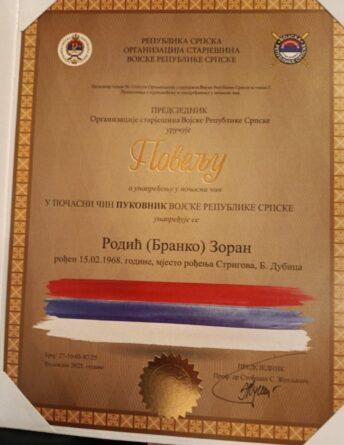 РЕПУБЛИКА СРПСКА
ОРГАНИЗАЦИЈА СТАРЈЕШИНА
ВОЈСКЕ РЕПУБЛИКЕ СРПСКЕ
ПРЕДСЈЕДНИК
Организације старјешина Војске Републике Српске
уручује
Повељу
о унапређењу у почасни чин
У ПОЧАСНИ ЧИН ПУКОВНИК ВОЈСКЕ РЕПУБЛИКЕ СРПСКЕ
унапређује се
Родић (Бранко) Зоран
рођен 15.02.1968. године, мјесто рођења Стригова, Б. Дубица
ПРЕДСЈЕДНИК
Проф. др